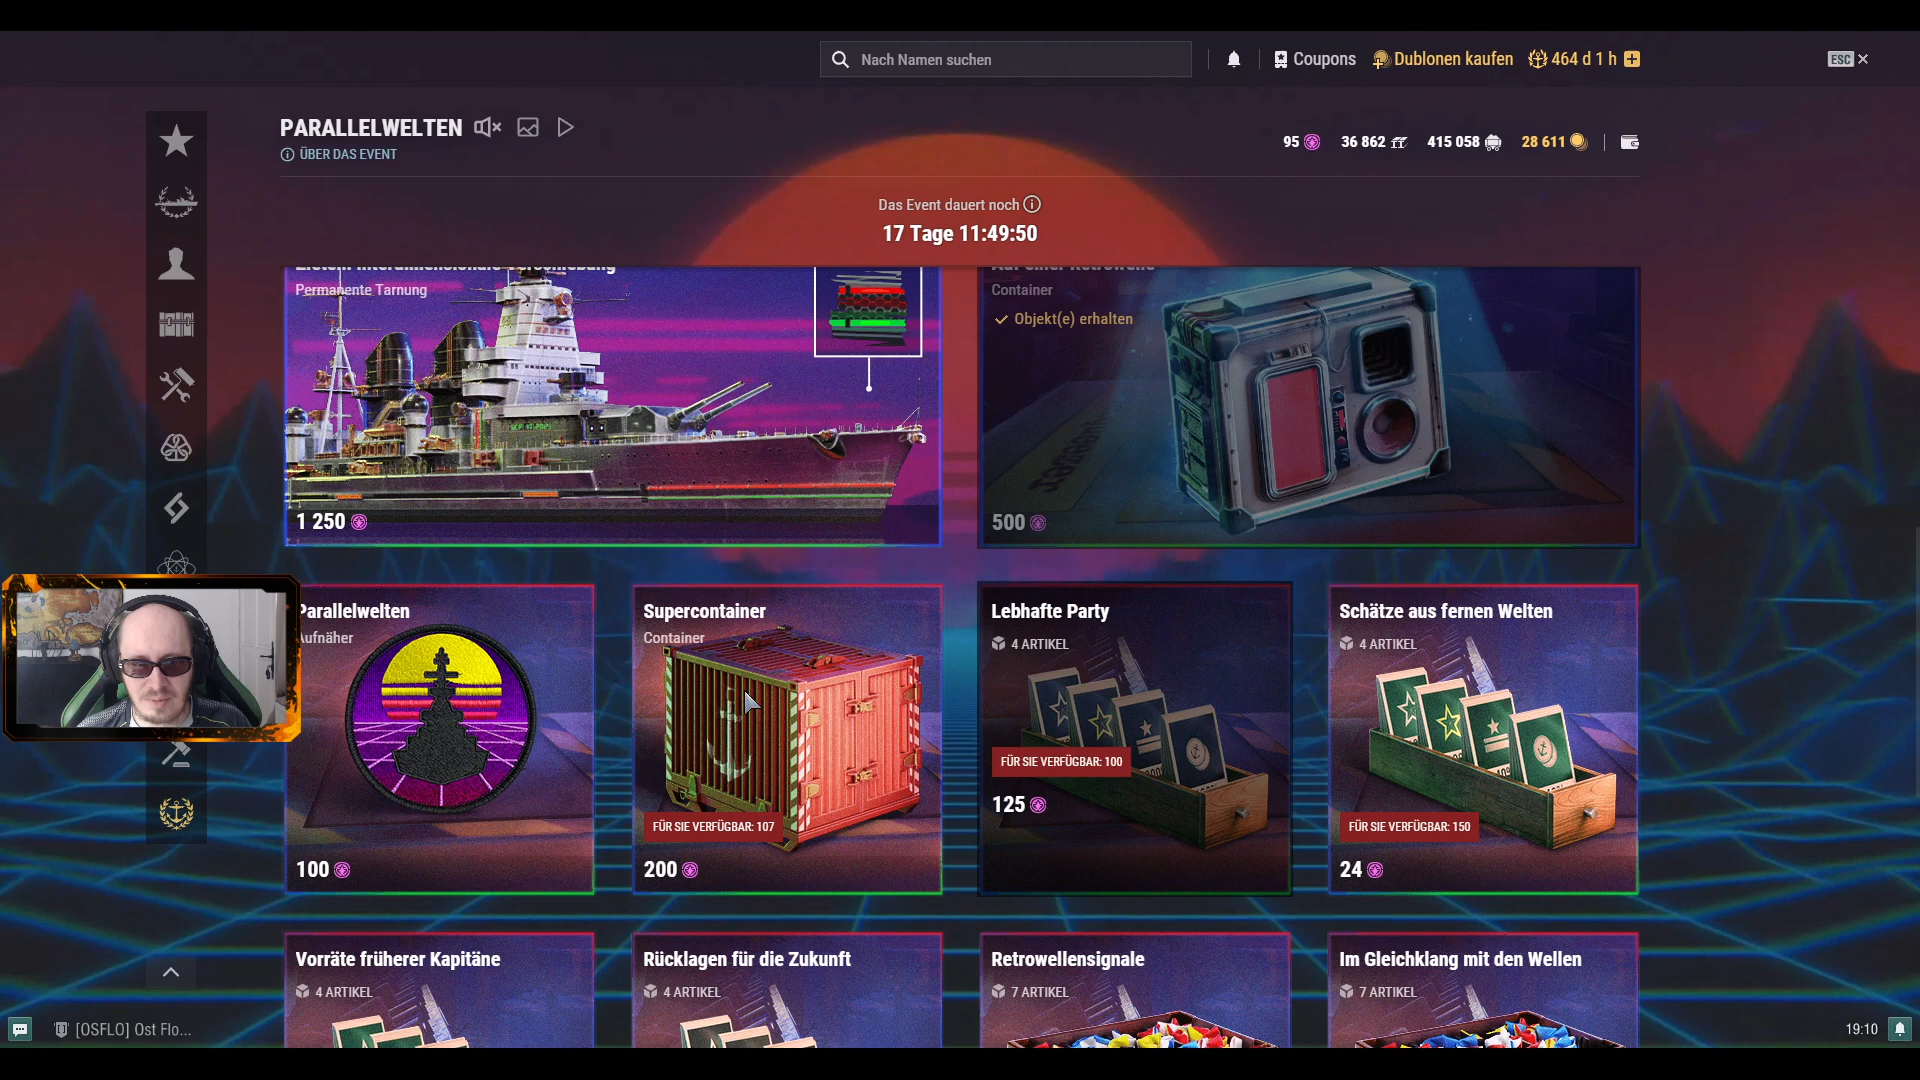 Nach Namen suchen
Coupons
Dublonen kaufen
464 d 1 h
ESC
PARALLELWELTEN
ÜBER DAS EVENT
95
36 862
415 058
28 611
Das Event dauert noch
17 Tage 11:49:50
Permanente Tarnung
1 250
Auf einer Retrowelle
Container
Objekt(e) erhalten
500
Parallelwelten
Aufnäher
100
Supercontainer
Container
FÜR SIE VERFÜGBAR: 107
200
Lebhafte Party
4 ARTIKEL
FÜR SIE VERFÜGBAR: 100
125
Schätze aus fernen Welten
4 ARTIKEL
FÜR SIE VERFÜGBAR: 150
24
Vorräte früherer Kapitäne
4 ARTIKEL
Rücklagen für die Zukunft
4 ARTIKEL
Retrowellensignale
7 ARTIKEL
Im Gleichklang mit den Wellen
7 ARTIKEL
[OSFLO] Ost Flo...
19:10